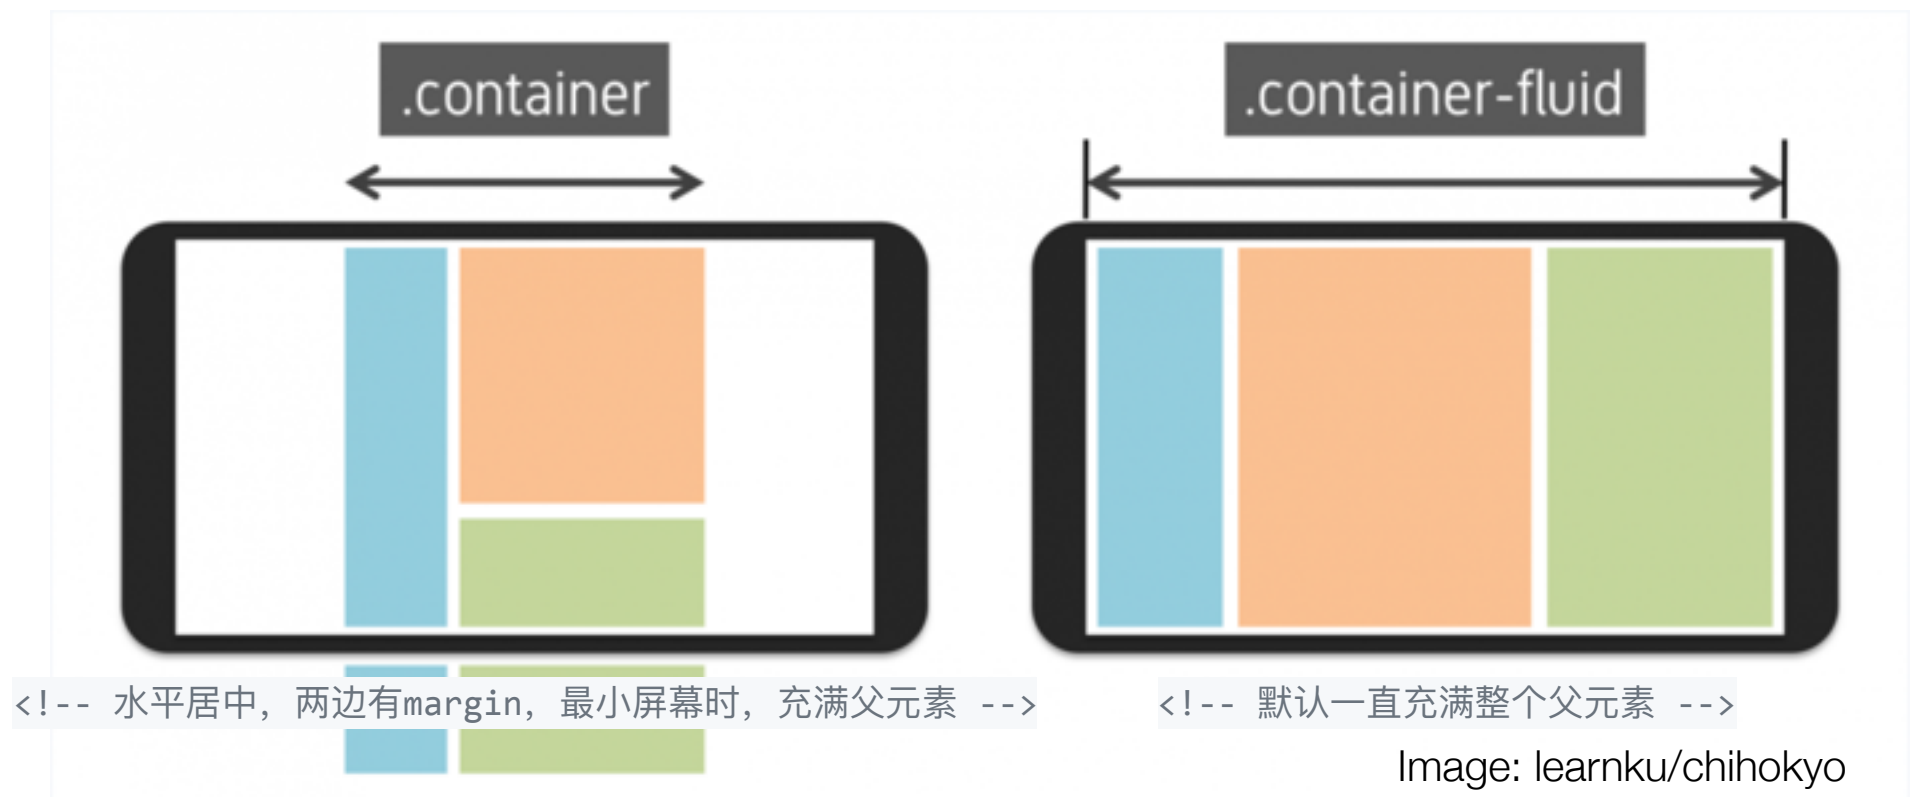 .container
.container-fluid
<!-- 水平居中，两边有margin，最小屏幕时，充满父元素 -->
<!-- 默认一直充满整个父元素 -->
Image: learnku/chihokyo